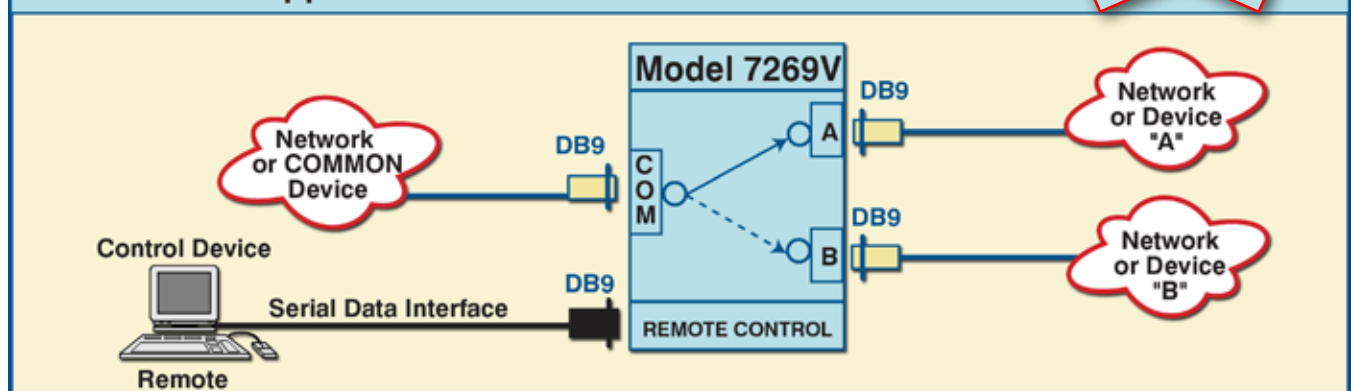 Model 7269V
DB9
Network
or Device
"A"
A
Network
or COMMON
Device
DB9
COM
DB9
Network
or Device
"B"
B
Control Device
DB9
Serial Data Interface
REMOTE CONTROL
Remote